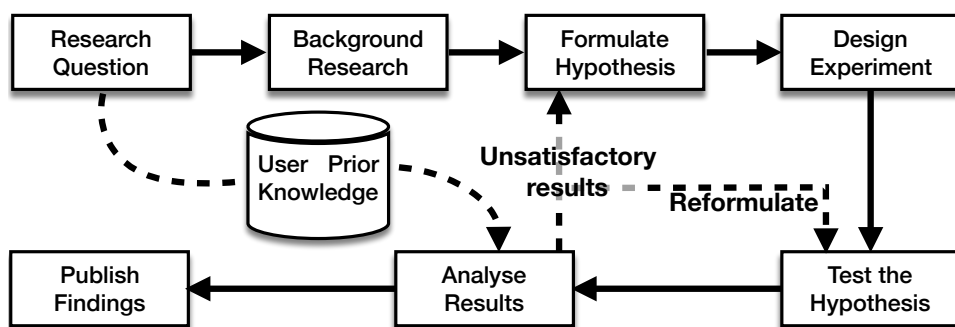 Research
Question
Background
Research
Formulate
Hypothesis
Design
Experiment
User Prior
Knowledge
Unsatisfactory
results
Reformulate
Publish
Findings
Analyse
Results
Test the
Hypothesis